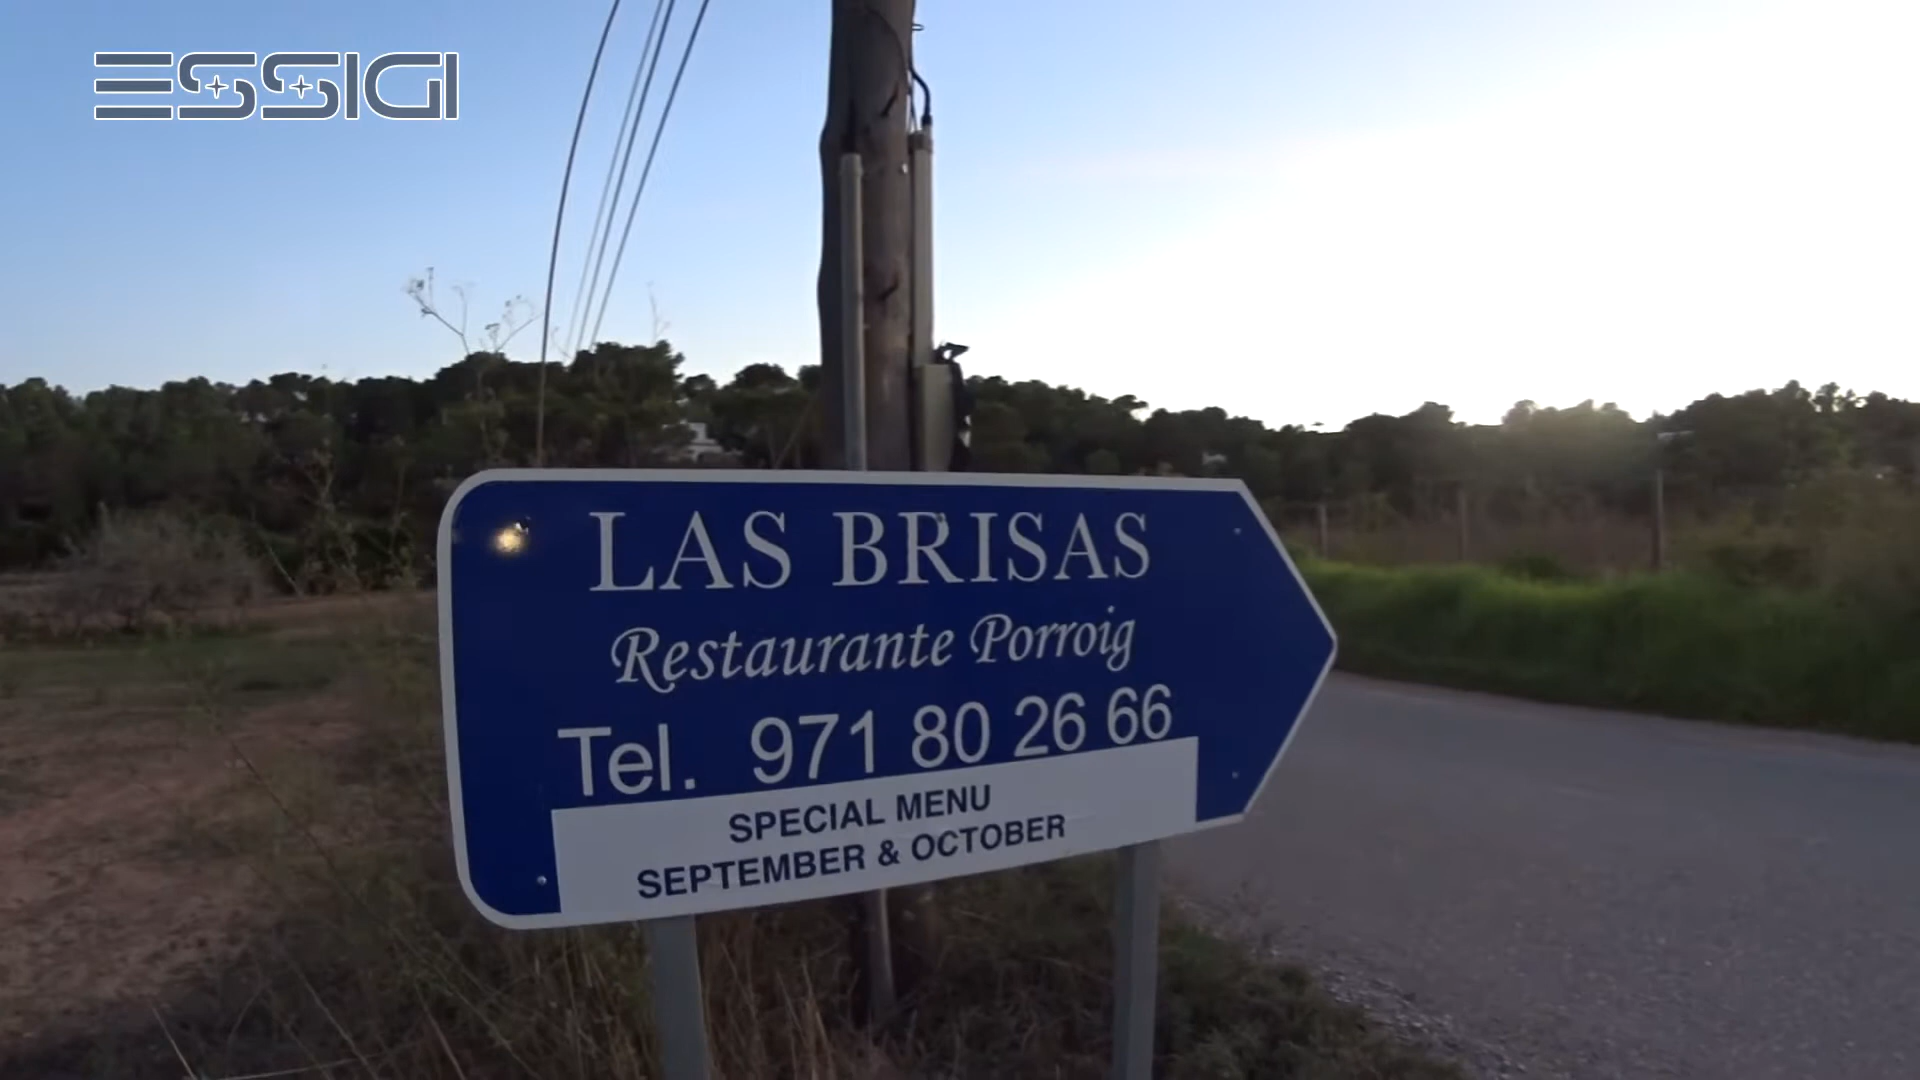 ESSIGI
LAS BRISAS
Restaurante Porroig
Tel. 971 80 26 66
SPECIAL MENU
SEPTEMBER & OCTOBER